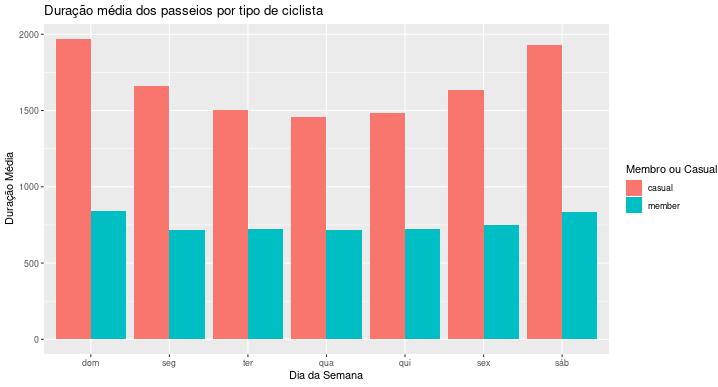 Duração média dos passeios por tipo de ciclista
Duração Média
2000
1500
1000
500
0
dom seg ter qua qui sex sáb
Dia da Semana
Membro ou Casual
casual
member